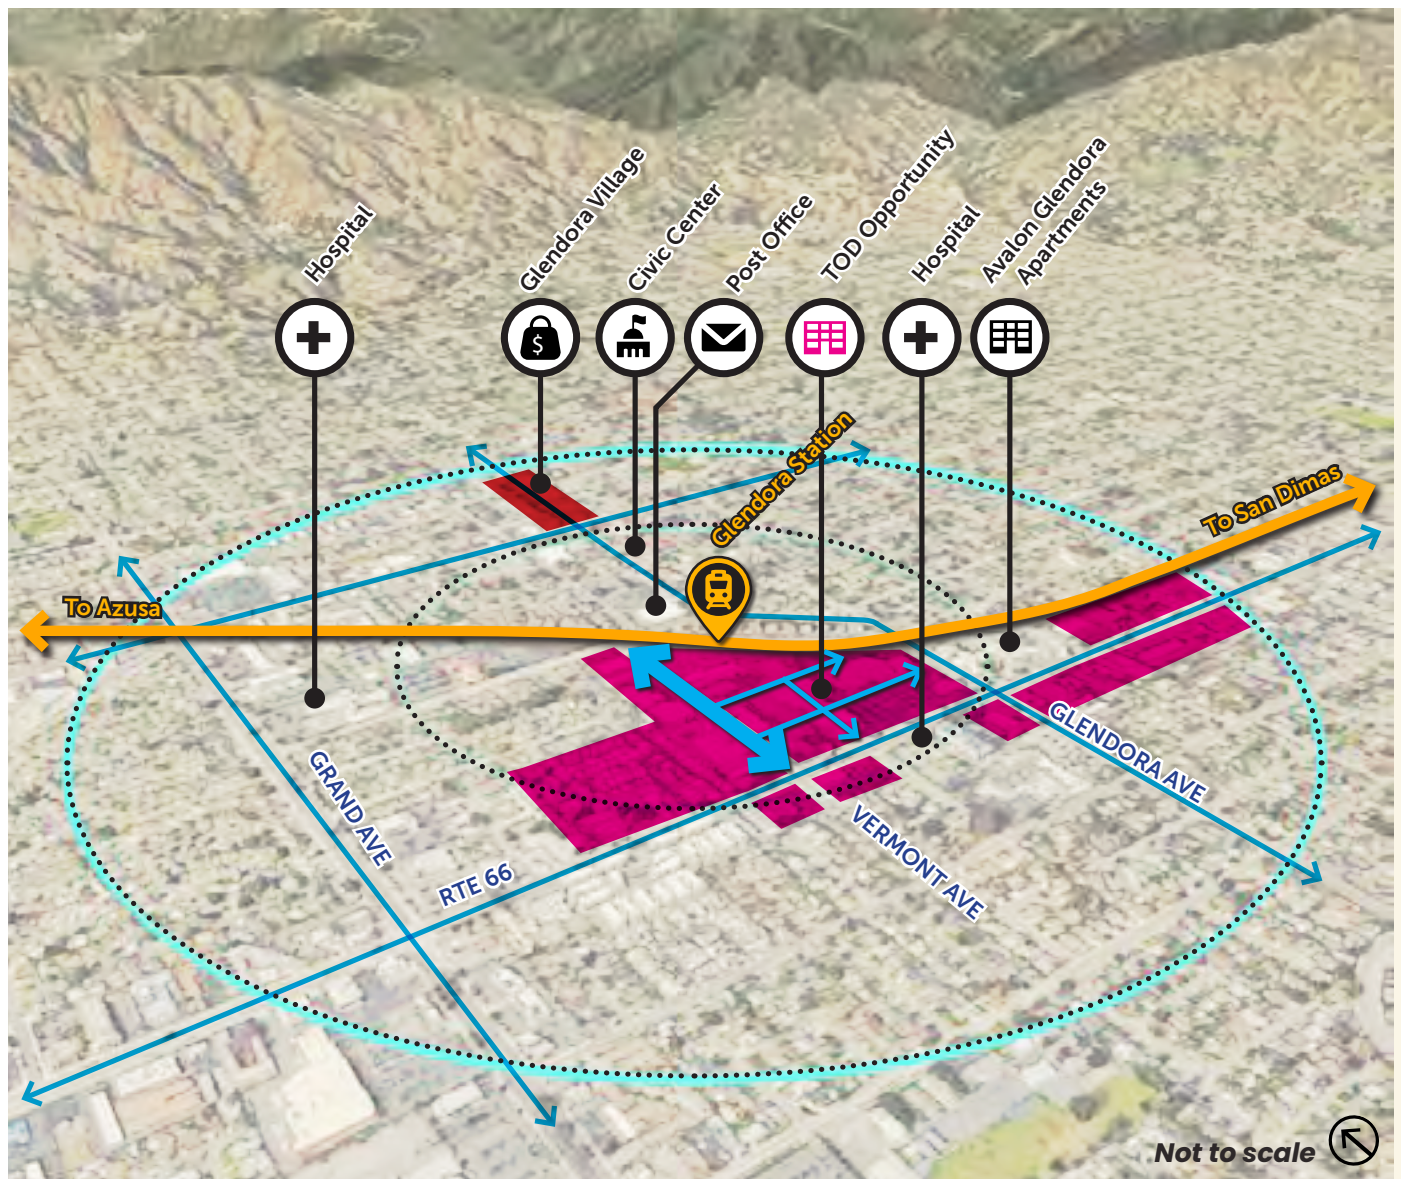 Hospital
Glendora Village
Civic Center
Post Office
TOD Opportunity
Hospital
Avalon Glendora
Apartments
$
Glendora Station
To San Dimas
To Azusa
GLENDORA AVE
GRAND AVE
VERMONT AVE
RTE 66
Not to scale